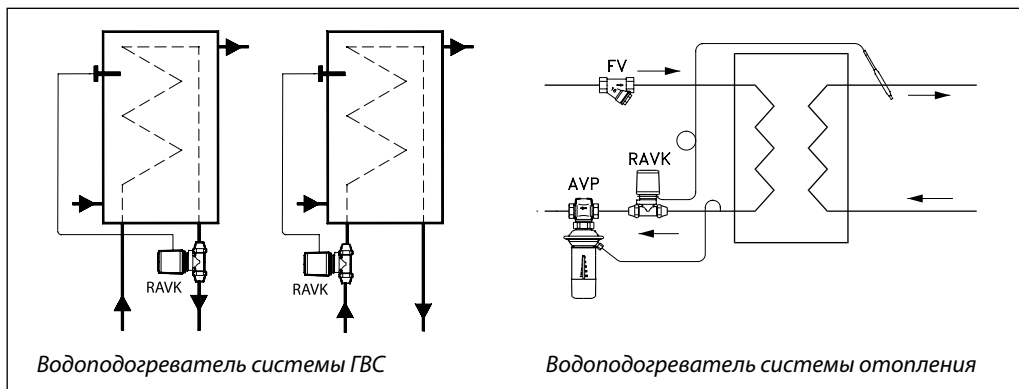 FV
RAVK
AVP
RAVK
RAVK
Водоподогреватель системы ГВС
Водоподогреватель системы отопления